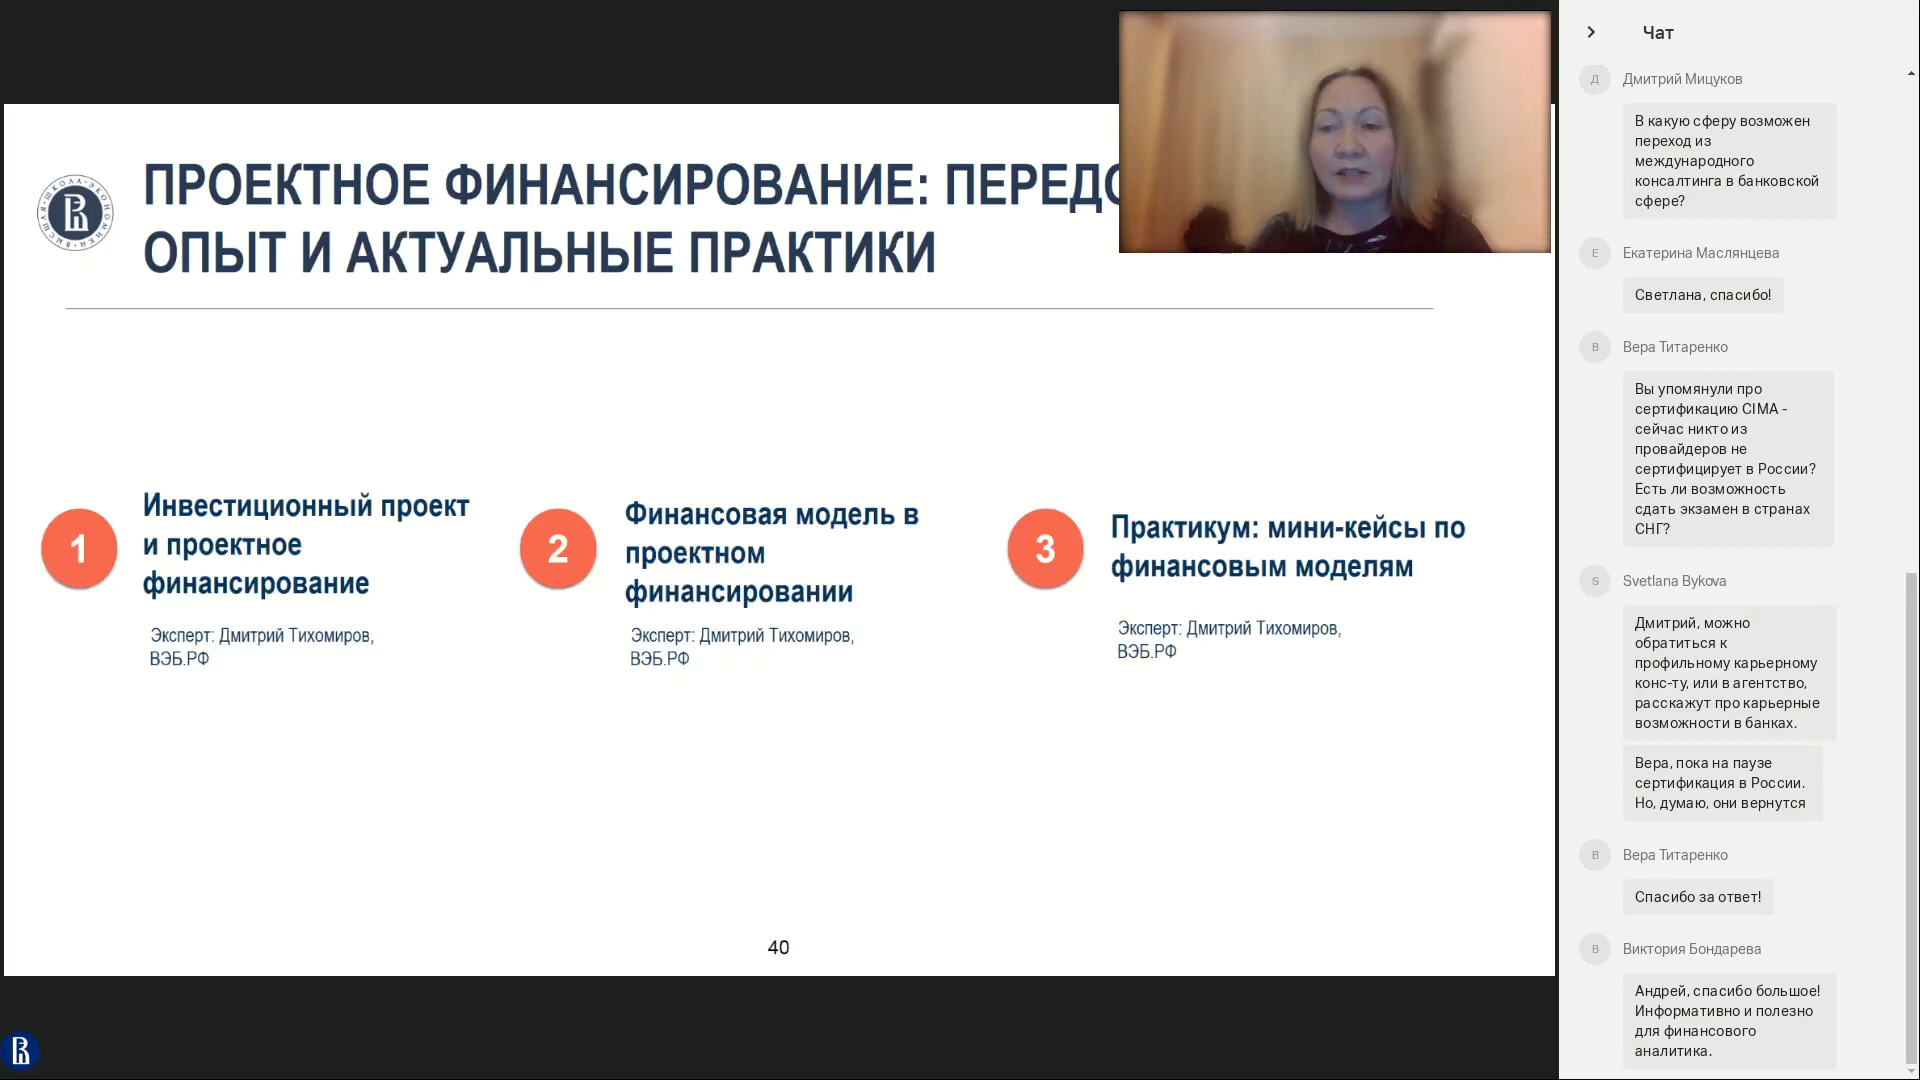 ПРОЕКТНОЕ ФИНАНСИРОВАНИЕ:
ОПЫТ И АКТУАЛЬНЫЕ ПРАКТИКИ
ВЫСШАЯ ШКОЛА ЭКОНОМИКИ
1
Инвестиционный проект
и проектное
финансирование
Эксперт: Дмитрий Тихомиров,
ВЭБ.РФ
2
Финансовая модель в
проектном
финансировании
Эксперт: Дмитрий Тихомиров,
ВЭБ.РФ
3
Практикум: мини-кейсы по
финансовым моделям
Эксперт: Дмитрий Тихомиров,
ВЭБ.РФ
40
Чат
Д
Дмитрий Мицуков
В какую сферу возможен
переход из
международного
консалтинга в банковской
сфере?
Е
Екатерина Маслянцева
Светлана, спасибо!
В
Вера Титаренко
Вы упомянули про
сертификацию CIMA -
сейчас никто из
провайдеров не
сертифицирует в России?
Есть ли возможность
сдать экзамен в странах
СНГ?
S
Svetlana Bykova
Дмитрий, можно
обратиться к
профильному карьерному
конс-ту, или в агентство,
расскажут про карьерные
возможности в банках.
Вера, пока на паузе
сертификация в России.
Но, думаю, они вернутся
В
Вера Титаренко
Спасибо за ответ!
В
Виктория Бондарева
Андрей, спасибо большое!
Информативно и полезно
для финансового
аналитика.